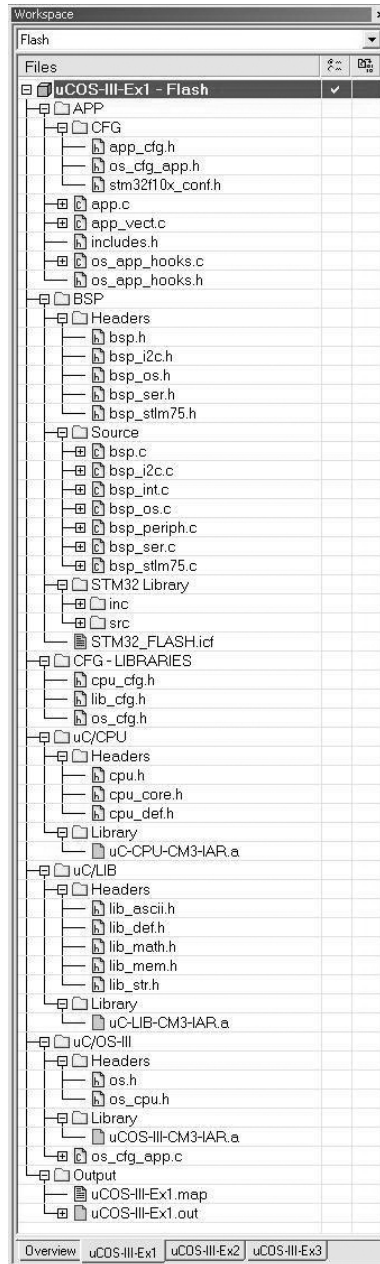 Workspace
Flash
Files
uCOS-III-Ex1 - Flash
APP
CFG
app_cfg.h
os_cfg_app.h
stm32f10x_conf.h
app.c
app_vect.c
includes.h
os_app_hooks.c
os_app_hooks.h
BSP
Headers
bsp.h
bsp_i2c.h
bsp_os.h
bsp_ser.h
bsp_stlm75.h
Source
bsp.c
bsp_i2c.c
bsp_int.c
bsp_os.c
bsp_periph.c
bsp_ser.c
bsp_stlm75.c
STM32 Library
inc
src
STM32_FLASH.icf
CFG - LIBRARIES
cpu_cfg.h
lib_cfg.h
os_cfg.h
uC/CPU
Headers
cpu.h
cpu_core.h
cpu_def.h
Library
uC-CPU-CM3-IAR.a
uC/LIB
Headers
lib_ascii.h
lib_def.h
lib_math.h
lib_mem.h
lib_str.h
Library
uC-LIB-CM3-IAR.a
uC/OS-III
Headers
os.h
os_cpu.h
Library
uCOS-III-CM3-IAR.a
os_cfg_app.c
Output
uCOS-III-Ex1.map
uCOS-III-Ex1.out
Overview uCOS-III-Ex1 uCOS-III-Ex2 uCOS-III-Ex3